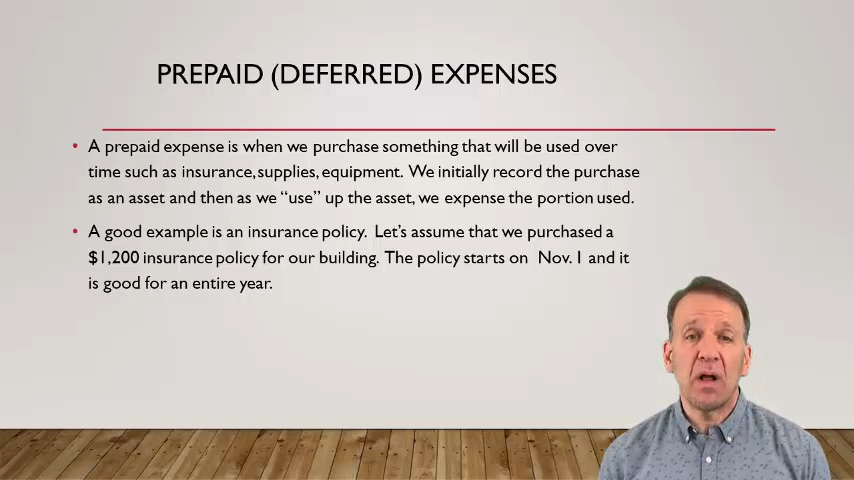 PREPAID (DEFERRED) EXPENSES
• A prepaid expense is when we purchase something that will be used over
time such as insurance, supplies, equipment. We initially record the purchase
as an asset and then as we “use” up the asset, we expense the portion used.
• A good example is an insurance policy. Let’s assume that we purchased a
$1,200 insurance policy for our building. The policy starts on Nov. 1 and it
is good for an entire year.